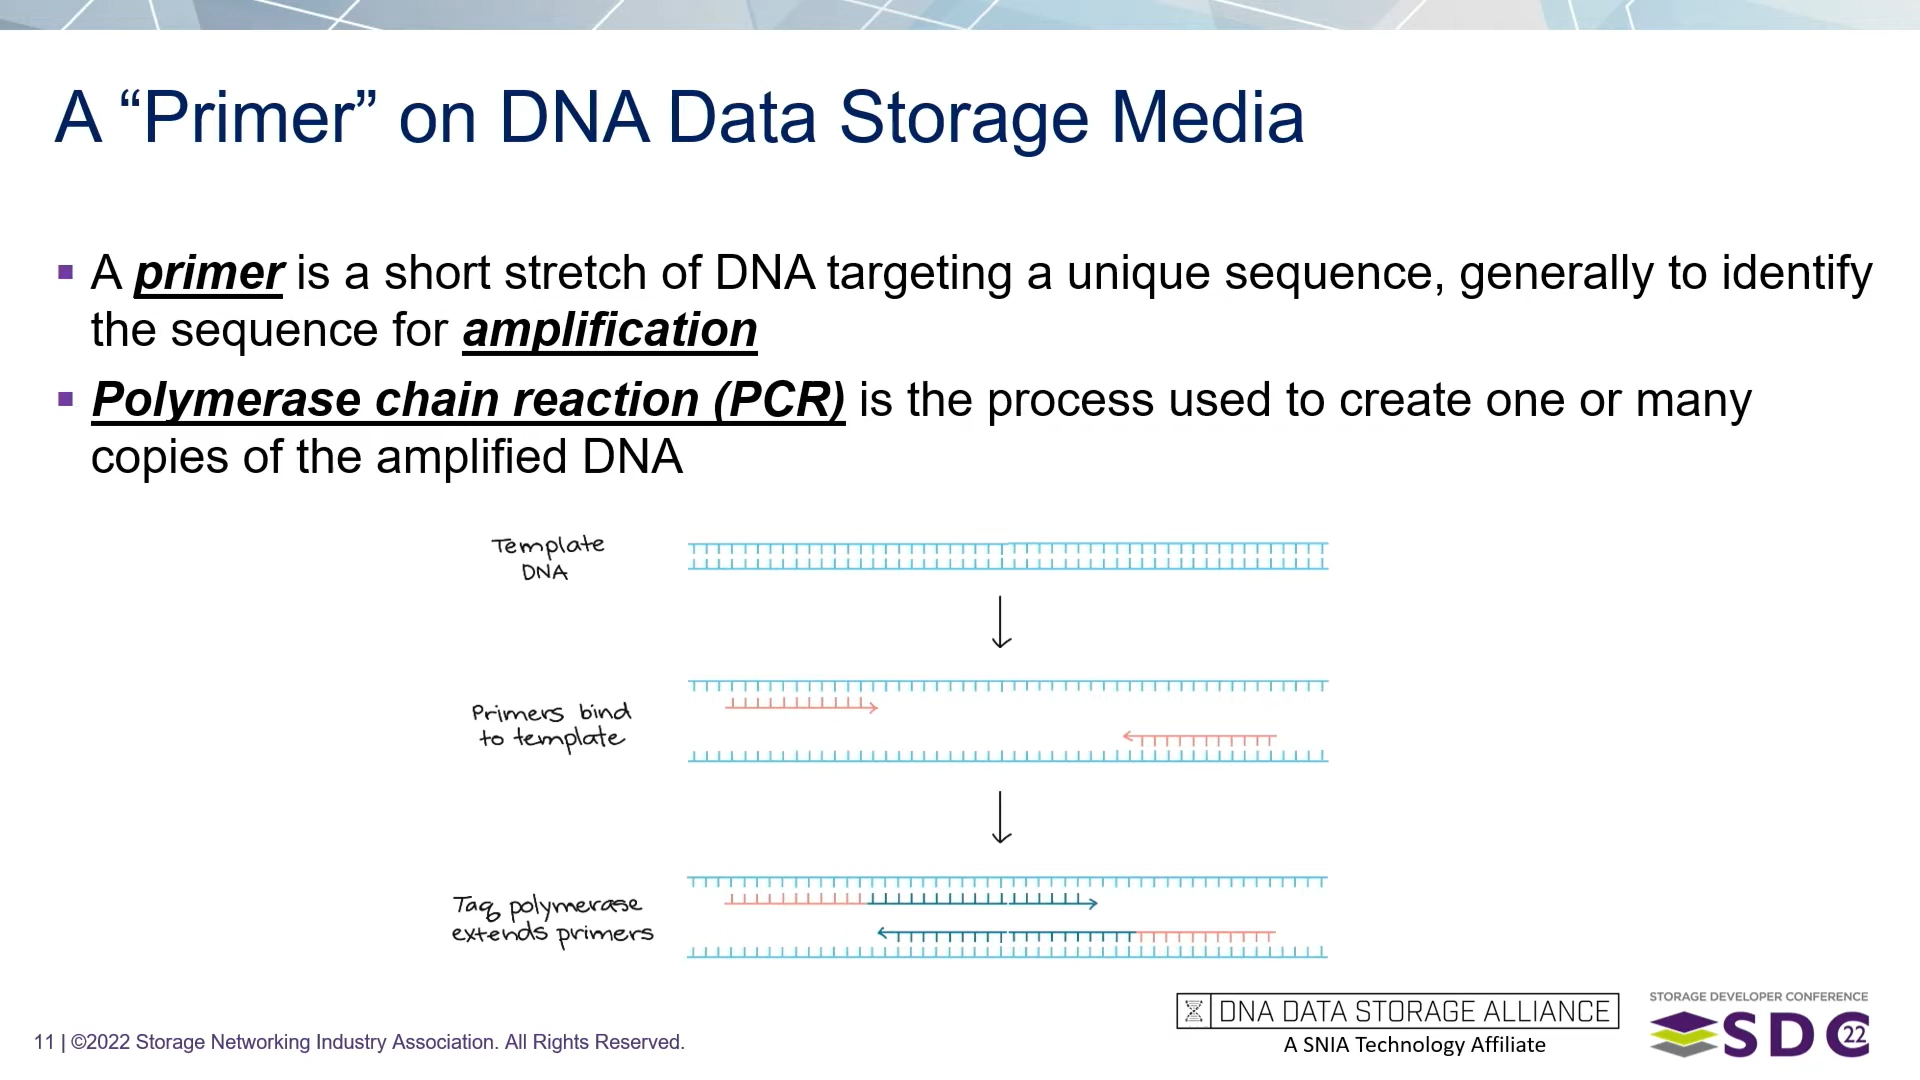 A “Primer” on DNA Data Storage Media
A primer is a short stretch of DNA targeting a unique sequence, generally to identify
the sequence for amplification
Polymerase chain reaction (PCR) is the process used to create one or many
copies of the amplified DNA
Template
DNA
Primers bind
to template
Taq polymerase
extends primers
DNA DATA STORAGE ALLIANCE
A SNIA Technology Affiliate
STORAGE DEVELOPER CONFERENCE
SDC 22
11 | ©2022 Storage Networking Industry Association. All Rights Reserved.